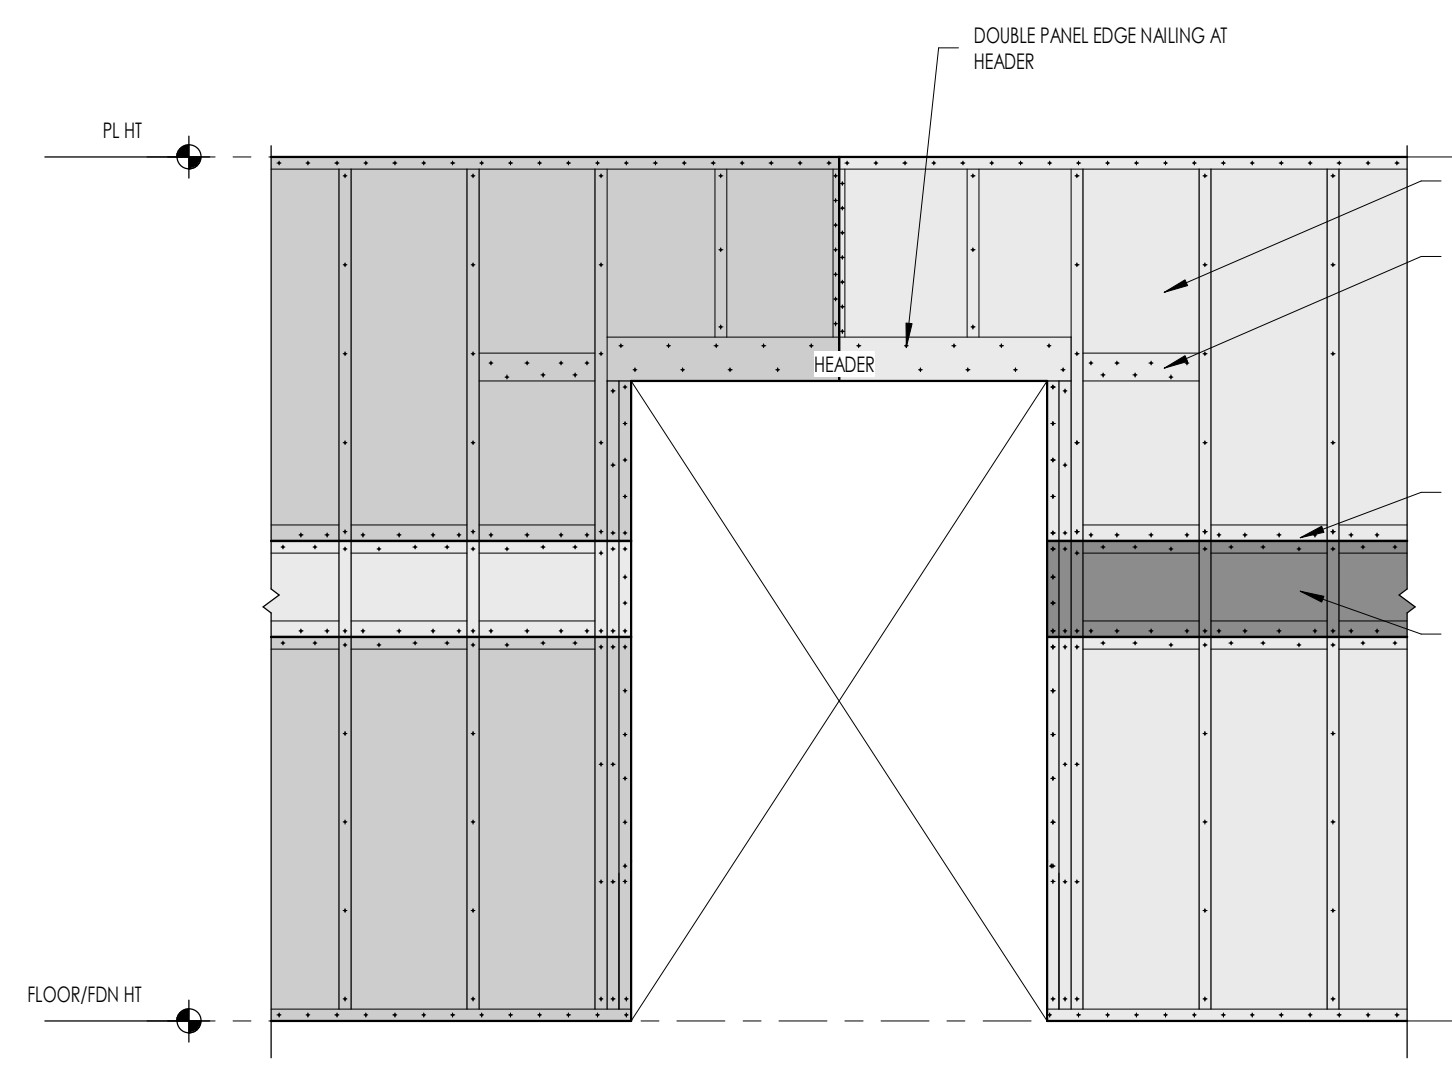 DOUBLE PANEL EDGE NAILING AT
HEADER
PL HT
HEADER
FLOOR/FDN HT